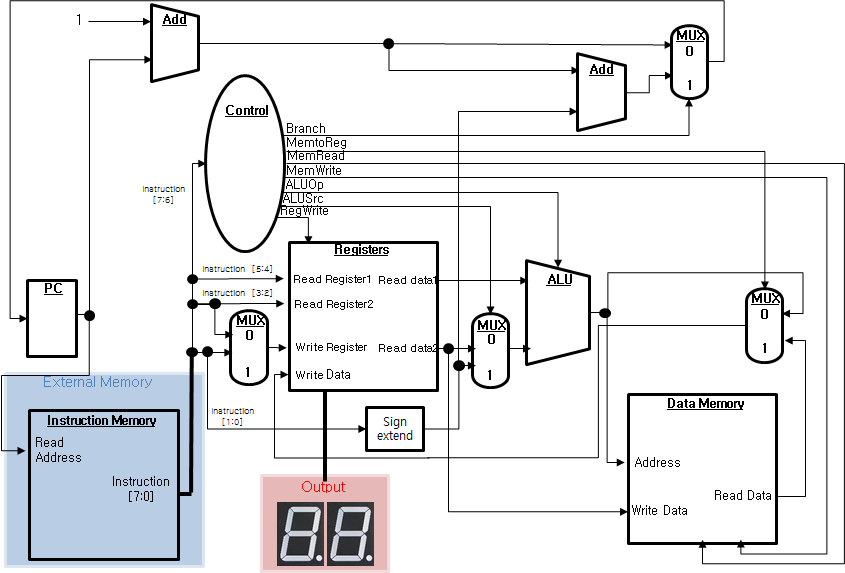 1
Add
MUX
0
1
Add
Control
Branch
MemtoReg
MemRead
MemWrite
ALUOp
ALUSrc
RegWrite
Instruction
[7:6]
Registers
Instruction [5:4]
Read Register1
Read data1
Instruction [3:2]
Read Register2
MUX
0
1
Write Register
Read data2
Write Data
PC
ALU
MUX
0
1
MUX
0
1
External Memory
Instruction Memory
Read
Address
Instruction
[7:0]
Instruction
[1:0]
Sign
extend
Data Memory
Address
Read Data
Write Data
Output
88